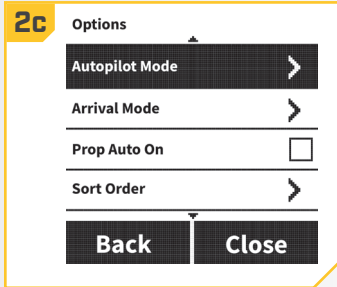 2c
Options
Autopilot Mode
Arrival Mode
Prop Auto On
Sort Order
Back Close